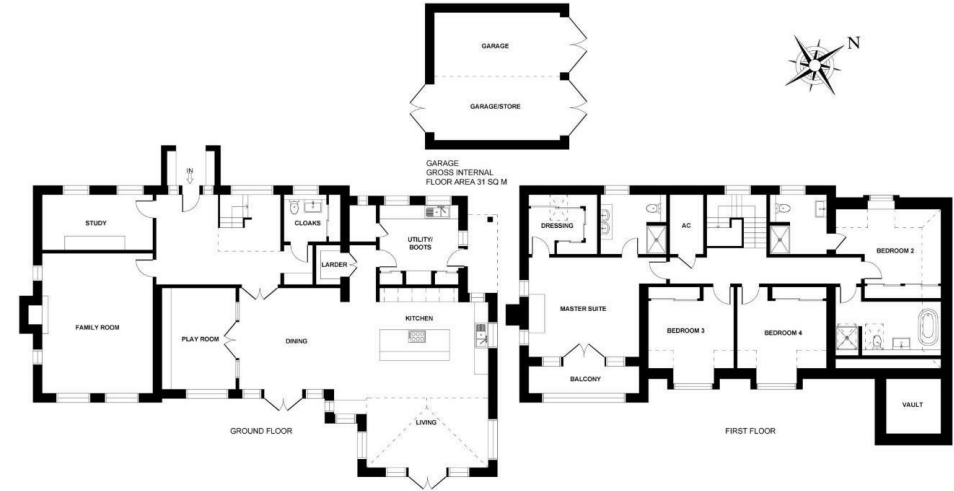 GARAGE
N
GARAGE/STORE
GARAGE
GROSS INTERNAL
FLOOR AREA 31 SQ M
IN
STUDY
CLOAKS
UTILITY/
BOOTS
LARDER
FAMILY ROOM
PLAY ROOM
DINING
KITCHEN
LIVING
GROUND FLOOR
DRESSING
AC
BEDROOM 2
MASTER SUITE
BEDROOM 3
BEDROOM 4
BALCONY
VAULT
FIRST FLOOR